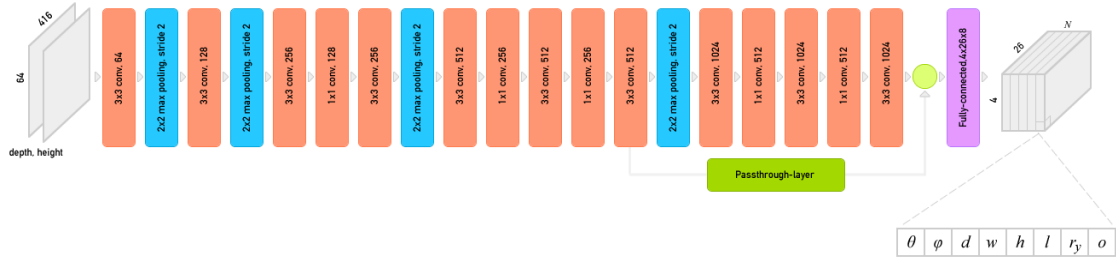 416
64
depth, height
3x3 conv, 64
2x2 max pooling, stride 2
3x3 conv, 128
2x2 max pooling, stride 2
3x3 conv, 256
1x1 conv, 128
3x3 conv, 256
2x2 max pooling, stride 2
3x3 conv, 512
1x1 conv, 256
3x3 conv, 512
1x1 conv, 256
3x3 conv, 512
2x2 max pooling, stride 2
3x3 conv, 1024
1x1 conv, 512
3x3 conv, 1024
1x1 conv, 512
3x3 conv, 1024
Passthrough-layer
Fully-connected,4x26x8
26
N
4
θ φ d w h l r_y o